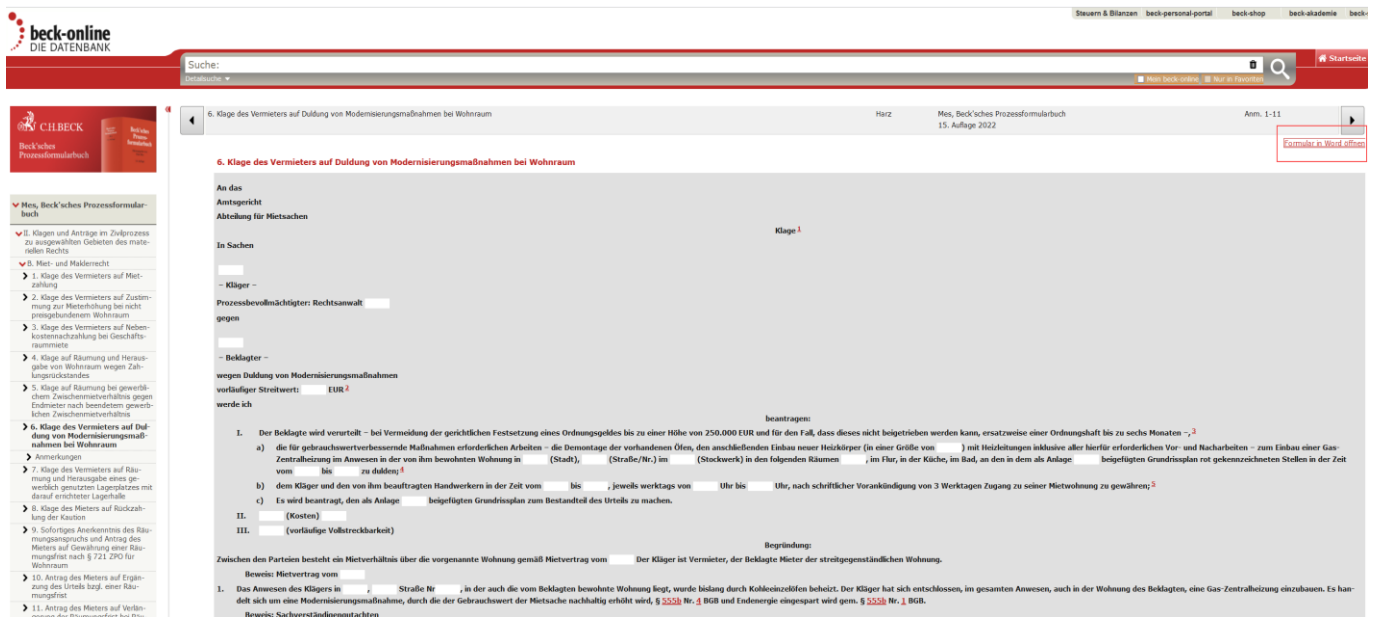 Steuern & Bilanzen beck-personal-portal beck-shop beck-akademie beck-
beck-online
DIE DATENBANK
Suche:
Startseite
Detailsuche
Mein beck-online Nur in Favoriten
C.H.BECK
Beck'sches
Prozessformularbuch
6. Klage des Vermieters auf Duldung von Modernisierungsmaßnahmen bei Wohnraum Harz Mes, Beck'sches Prozessformularbuch Anm. 1-11
15. Auflage 2022
Formular in Word öffnen
Mes, Beck'sches Prozessformular-
buch
II. Klagen und Anträge im Zivilprozess
zu ausgewählten Gebieten des mate-
riellen Rechts
B. Miet- und Maklerrecht
1. Klage des Vermieters auf Miet-
zahlung
2. Klage des Vermieters auf Zustim-
mung zur Mieterhöhung bei nicht
preisgebundenem Wohnraum
3. Klage des Vermieters auf Neben-
kostennachzahlung bei Geschäfts-
raummiete
4. Klage auf Räumung und Heraus-
gabe von Wohnraum wegen Zah-
lungsrückstandes
5. Klage auf Räumung bei gewerbli-
chem Zwischenmietverhältnis gegen
Endmieter nach beendetem gewerb-
lichen Zwischenmietverhältnis
6. Klage des Vermieters auf Dul-
dung von Modernisierungsmaß-
nahmen bei Wohnraum
Anmerkungen
7. Klage des Vermieters auf Räu-
mung und Herausgabe eines ge-
werblich genutzten Lagerplatzes mit
darauf errichteter Lagerhalle
8. Klage des Mieters auf Rückzah-
lung der Kaution
9. Sofortiges Anerkenntnis des Räu-
mungsanspruchs und Antrag des
Mieters auf Gewährung einer Räu-
mungsfrist nach § 721 ZPO für
Wohnraum
10. Antrag des Mieters auf Ergän-
zung des Urteils bzgl. einer Räu-
mungsfrist
11. Antrag des Mieters auf Verlän-
gerung der Räumungsfrist bei Räu-
6. Klage des Vermieters auf Duldung von Modernisierungsmaßnahmen bei Wohnraum
An das
Amtsgericht
Abteilung für Mietsachen
Klage 1
In Sachen
– Kläger –
Prozessbevollmächtigter: Rechtsanwalt
gegen
– Beklagter –
wegen Duldung von Modernisierungsmaßnahmen
vorläufiger Streitwert: EUR 2
werde ich
beantragen:
I. Der Beklagte wird verurteilt – bei Vermeidung der gerichtlichen Festsetzung eines Ordnungsgeldes bis zu einer Höhe von 250.000 EUR und für den Fall, dass dieses nicht beigetrieben werden kann, ersatzweise einer Ordnungshaft bis zu sechs Monaten –, 3
a) die für gebrauchswertverbessernde Maßnahmen erforderlichen Arbeiten – die Demontage der vorhandenen Öfen, den anschließenden Einbau neuer Heizkörper (in einer Größe von ) mit Heizleitungen inklusive aller hierfür erforderlichen Vor- und Nacharbeiten – zum Einbau einer Gas-
Zentralheizung im Anwesen in der von ihm bewohnten Wohnung in (Stadt), (Straße/Nr.) im (Stockwerk) in den folgenden Räumen , im Flur, in der Küche, im Bad, an den in dem als Anlage beigefügten Grundrissplan rot gekennzeichneten Stellen in der Zeit
vom bis zu dulden; 4
b) dem Kläger und den von ihm beauftragten Handwerkern in der Zeit vom bis , jeweils werktags von Uhr bis Uhr, nach schriftlicher Vorankündigung von 3 Werktagen Zugang zu seiner Mietwohnung zu gewähren; 5
c) Es wird beantragt, den als Anlage beigefügten Grundrissplan zum Bestandteil des Urteils zu machen.
II. (Kosten)
III. (vorläufige Vollstreckbarkeit)
Begründung:
Zwischen den Parteien besteht ein Mietverhältnis über die vorgenannte Wohnung gemäß Mietvertrag vom Der Kläger ist Vermieter, der Beklagte Mieter der streitgegenständlichen Wohnung.
Beweis: Mietvertrag vom
1. Das Anwesen des Klägers in , Straße Nr , in der auch die vom Beklagten bewohnte Wohnung liegt, wurde bislang durch Kohleeinzelöfen beheizt. Der Kläger hat sich entschlossen, im gesamten Anwesen, auch in der Wohnung des Beklagten, eine Gas-Zentralheizung einzubauen. Es han-
delt sich um eine Modernisierungsmaßnahme, durch die der Gebrauchswert der Mietsache nachhaltig erhöht wird, § 555b Nr. 4 BGB und Endenergie eingespart wird gem. § 555b Nr. 1 BGB.
Beweis: Sachverständigengutachten